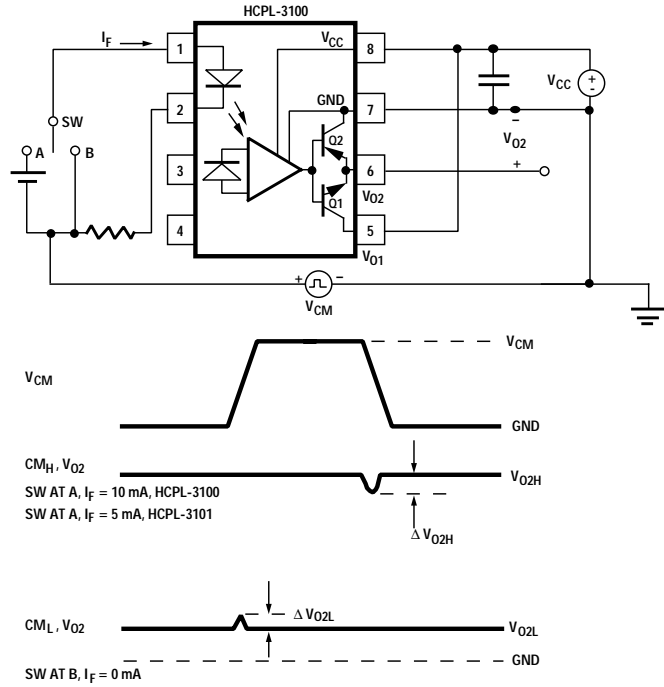 HCPL-3100
I_F
1
V_CC
8
SW
A
B
2
GND
7
V_CC
+
-
-
V_O2
3
Q2
6
+
V_O2
4
Q1
5
V_O1
+
-
V_CM
V_CM
V_CM
GND
CM_H, V_O2
V_O2H
SW AT A, I_F = 10 mA, HCPL-3100
SW AT A, I_F = 5 mA, HCPL-3101
Δ V_O2H
Δ V_O2L
CM_L, V_O2
V_O2L
GND
SW AT B, I_F = 0 mA